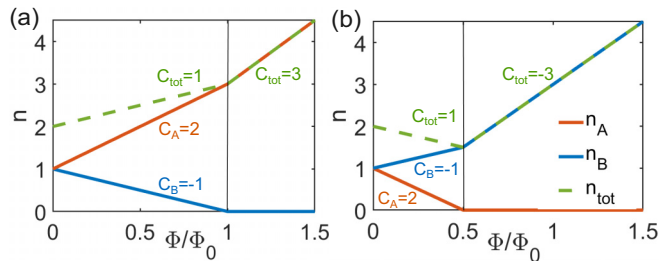 (a)
4
3
2
1
0
n
C_tot=1
C_tot=3
C_A=2
C_B=-1
0
0.5
1
1.5
Φ/Φ_0
(b)
4
3
2
1
0
C_tot=-3
C_tot=1
C_B=-1
C_A=2
n_A
n_B
n_tot
0
0.5
1
1.5
Φ/Φ_0